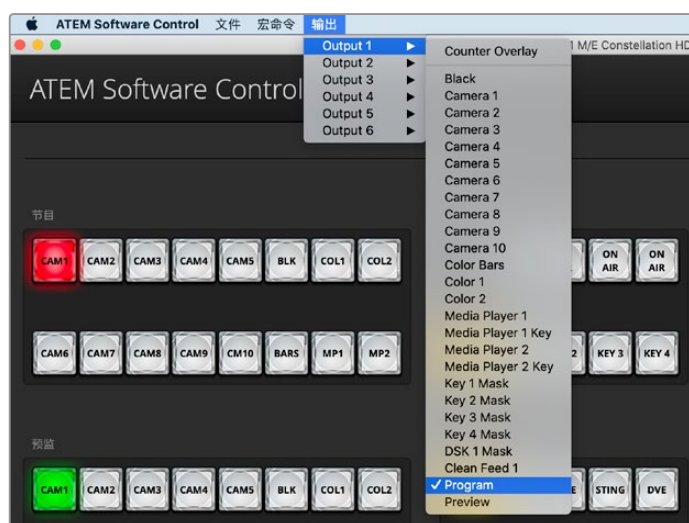 ATEM Software Control 文件 宏命令 输出
1 M/E Constellation HD
ATEM Software Control
Output 1
Output 2
Output 3
Output 4
Output 5
Output 6
Counter Overlay
Black
Camera 1
Camera 2
Camera 3
Camera 4
Camera 5
Camera 6
Camera 7
Camera 8
Camera 9
Camera 10
Color Bars
Color 1
Color 2
Media Player 1
Media Player 1 Key
Media Player 2
Media Player 2 Key
Key 1 Mask
Key 2 Mask
Key 3 Mask
Key 4 Mask
DSK 1 Mask
Clean Feed 1
✓ Program
Preview
节目
CAM1 CAM2 CAM3 CAM4 CAM5 BLK COL1 COL2
ON AIR ON AIR
CAM6 CAM7 CAM8 CAM9 CM10 BARS MP1 MP2
KEY 3 KEY 4
预监
CAM1 CAM2 CAM3 CAM4 CAM5 BLK COL1 COL2
STING DVE